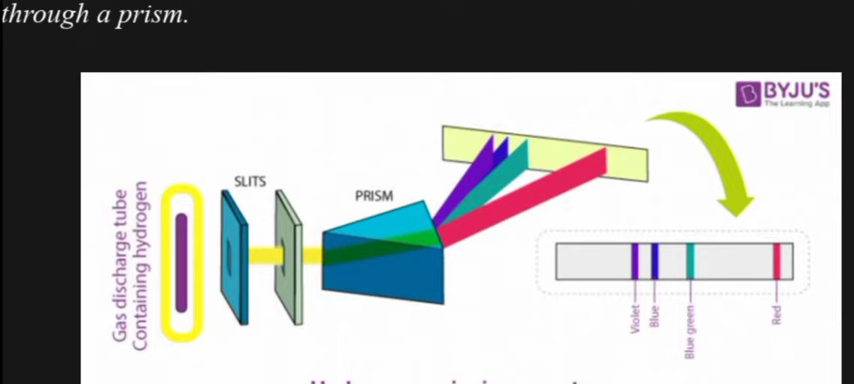 through a prism.
BYJU'S
The Learning App
SLITS
PRISM
Gas discharge tube
Containing hydrogen
Violet
Blue
Blue green
Red